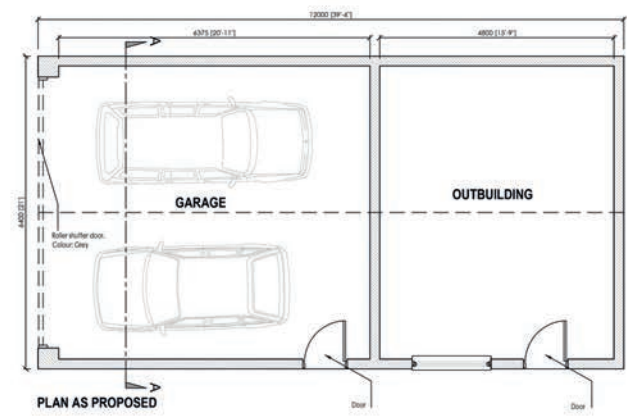 12000 [39'-4"]
6375 [20'-11"]
4800 [15'-9"]
A
6400 [21']
GARAGE
OUTBUILDING
Roller shutter door.
Colour: Grey
A
PLAN AS PROPOSED
Door
Door